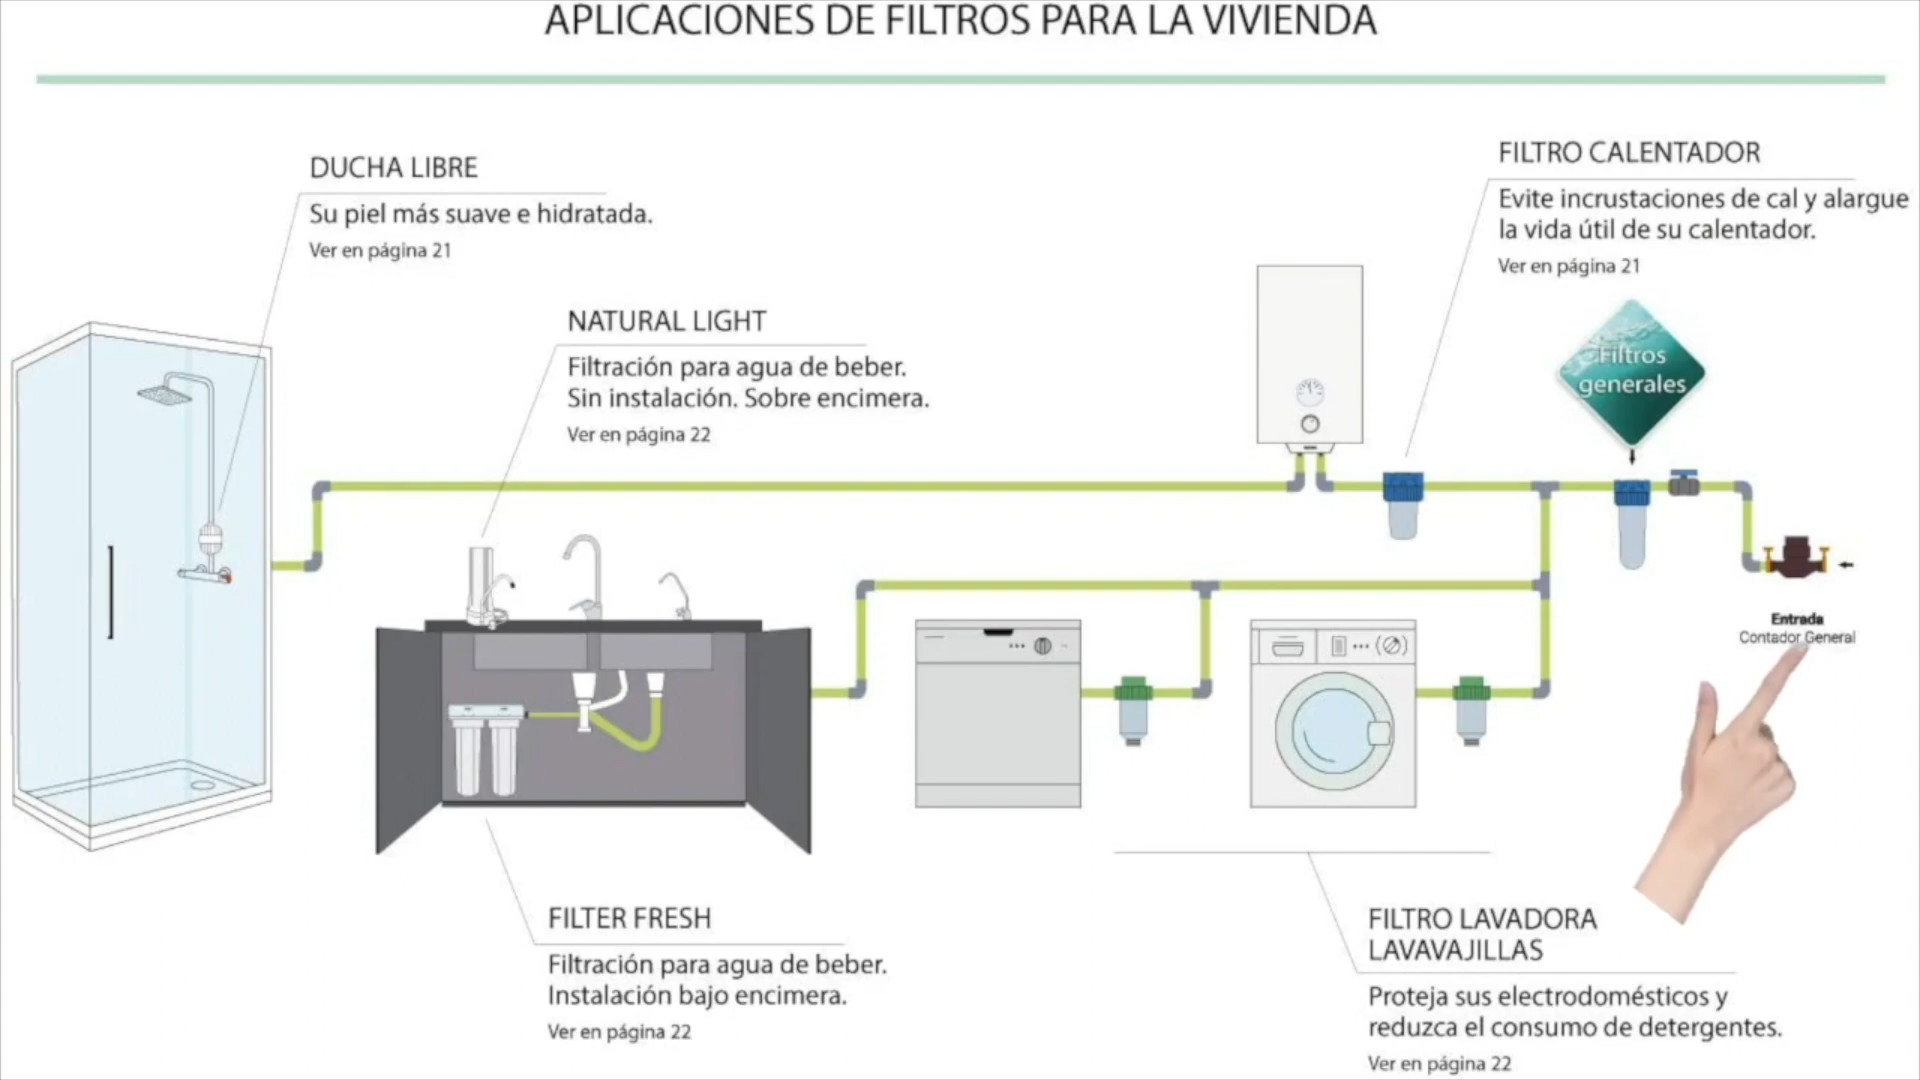 APLICACIONES DE FILTROS PARA LA VIVIENDA
DUCHA LIBRE
Su piel más suave e hidratada.
Ver en página 21
NATURAL LIGHT
Filtración para agua de beber.
Sin instalación. Sobre encimera.
Ver en página 22
FILTRO CALENTADOR
Evite incrustaciones de cal y alargue
la vida útil de su calentador.
Ver en página 21
Filtros
generales
Entrada
Contador General
FILTER FRESH
Filtración para agua de beber.
Instalación bajo encimera.
Ver en página 22
FILTRO LAVADORA
LAVAVAJILLAS
Proteja sus electrodomésticos y
reduzca el consumo de detergentes.
Ver en página 22